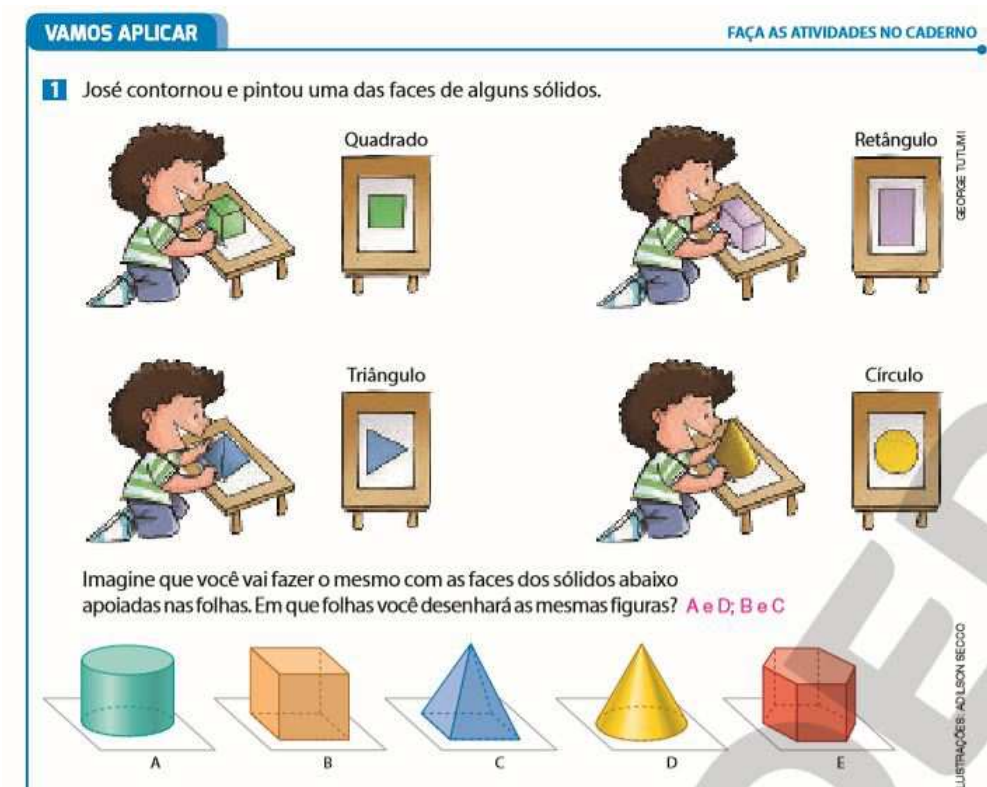 VAMOS APLICAR
FAÇA AS ATIVIDADES NO CADERNO
1 José contornou e pintou uma das faces de alguns sólidos.
Quadrado
Retângulo
GEORGE TUTUMI
Triângulo
Círculo
Imagine que você vai fazer o mesmo com as faces dos sólidos abaixo
apoiadas nas folhas. Em que folhas você desenhará as mesmas figuras? A e D; B e C
A
B
C
D
E
ILUSTRAÇÕES: ADILSON SECCO